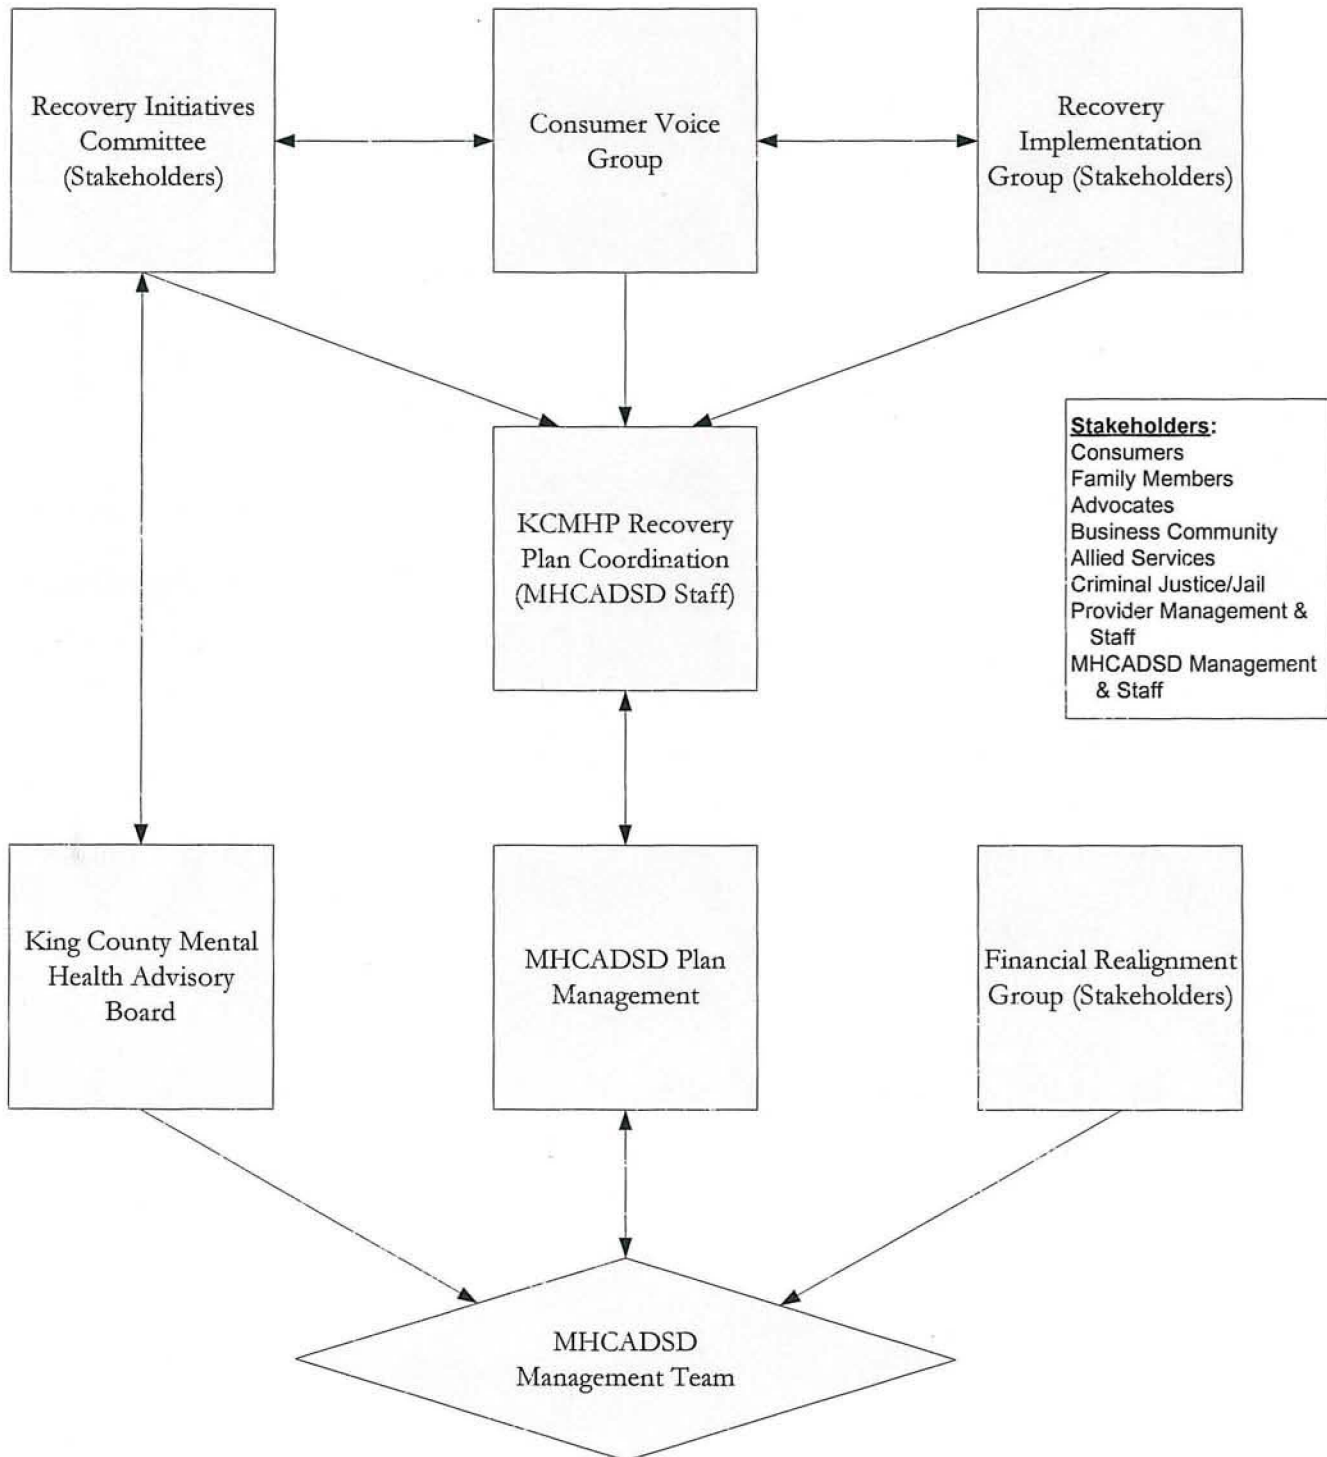 Recovery Initiatives
Committee
(Stakeholders)
Consumer Voice
Group
Recovery
Implementation
Group (Stakeholders)
KCMHP Recovery
Plan Coordination
(MHCADSD Staff)
Stakeholders:
Consumers
Family Members
Advocates
Business Community
Allied Services
Criminal Justice/Jail
Provider Management &
Staff
MHCADSD Management
& Staff
King County Mental
Health Advisory
Board
MHCADSD Plan
Management
Financial Realignment
Group (Stakeholders)
MHCADSD
Management Team